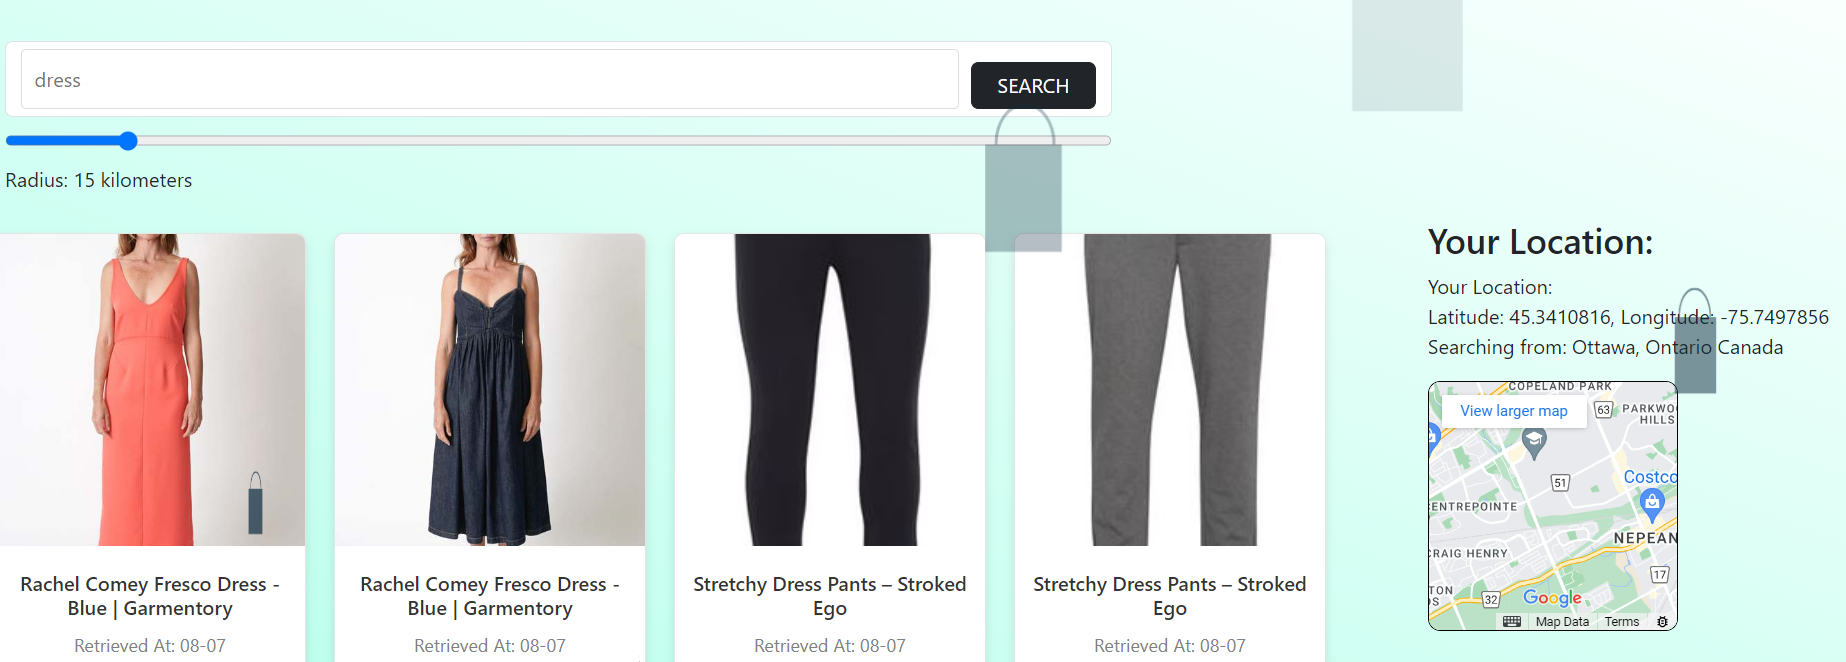 dress
SEARCH
Radius: 15 kilometers
Rachel Comey Fresco Dress -
Blue | Garmentory
Retrieved At: 08-07
Rachel Comey Fresco Dress -
Blue | Garmentory
Retrieved At: 08-07
Stretchy Dress Pants – Stroked
Ego
Retrieved At: 08-07
Stretchy Dress Pants – Stroked
Ego
Retrieved At: 08-07
Your Location:
Your Location:
Latitude: 45.3410816, Longitude: -75.7497856
Searching from: Ottawa, Ontario Canada
COPELAND PARK
View larger map
63
PARKWO
HILLS
51
Costco
ENTREPOINTE
NEPEAN
CRAIG HENRY
17
TON
OS
32
Google
Map Data
Terms